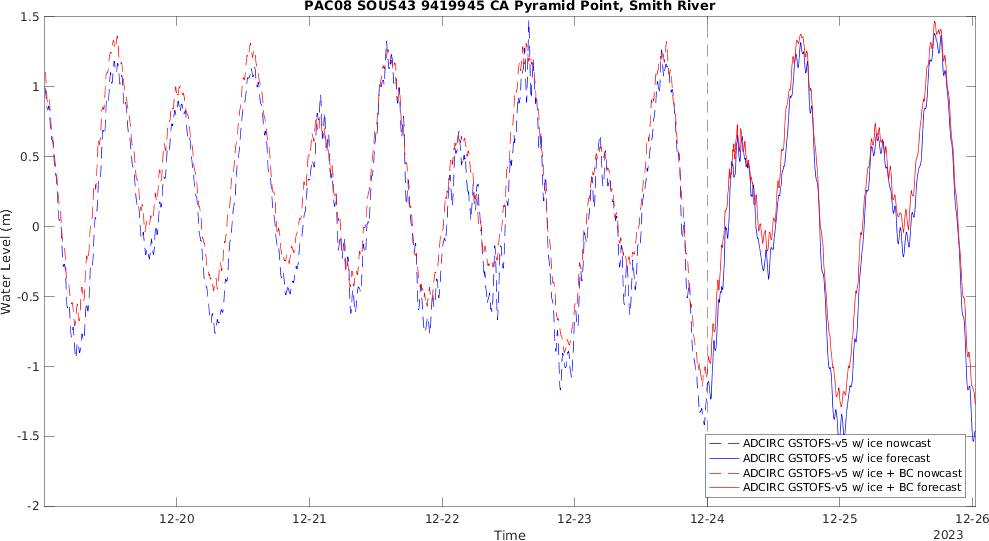 PAC08 SOUS43 9419945 CA Pyramid Point, Smith River
1.5
1
0.5
0
-0.5
-1
-1.5
-2
Water Level (m)
ADCIRC GSTOFS-v5 w/ ice nowcast
ADCIRC GSTOFS-v5 w/ ice forecast
ADCIRC GSTOFS-v5 w/ ice + BC nowcast
ADCIRC GSTOFS-v5 w/ ice + BC forecast
12-20 12-21 12-22 12-23 12-24 12-25 12-26
Time
2023